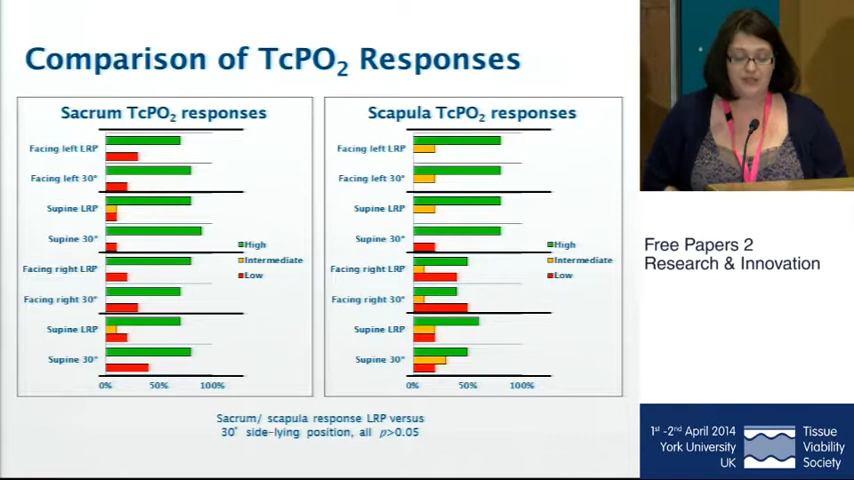 Comparison of TcPO2 Responses
Sacrum TcPO2 responses
Facing left LRP
Facing left 30°
Supine LRP
Supine 30°
Facing right LRP
Facing right 30°
Supine LRP
Supine 30°
0% 50% 100%
High
Intermediate
Low
Scapula TcPO2 responses
Facing left LRP
Facing left 30°
Supine LRP
Supine 30°
Facing right LRP
Facing right 30°
Supine LRP
Supine 30°
0% 50% 100%
High
Intermediate
Low
Sacrum/ scapula response LRP versus
30° side-lying position, all p>0.05
Free Papers 2
Research & Innovation
1st -2nd April 2014
York University
UK
Tissue
Viability
Society